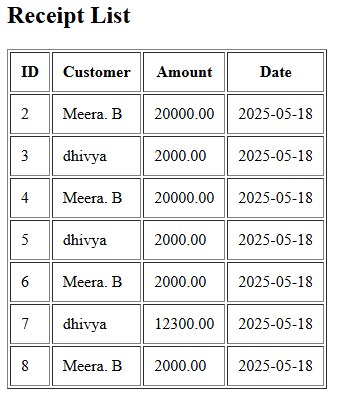 Receipt List
ID Customer Amount Date
2 Meera. B 20000.00 2025-05-18
3 dhivya 2000.00 2025-05-18
4 Meera. B 20000.00 2025-05-18
5 dhivya 2000.00 2025-05-18
6 Meera. B 2000.00 2025-05-18
7 dhivya 12300.00 2025-05-18
8 Meera. B 2000.00 2025-05-18